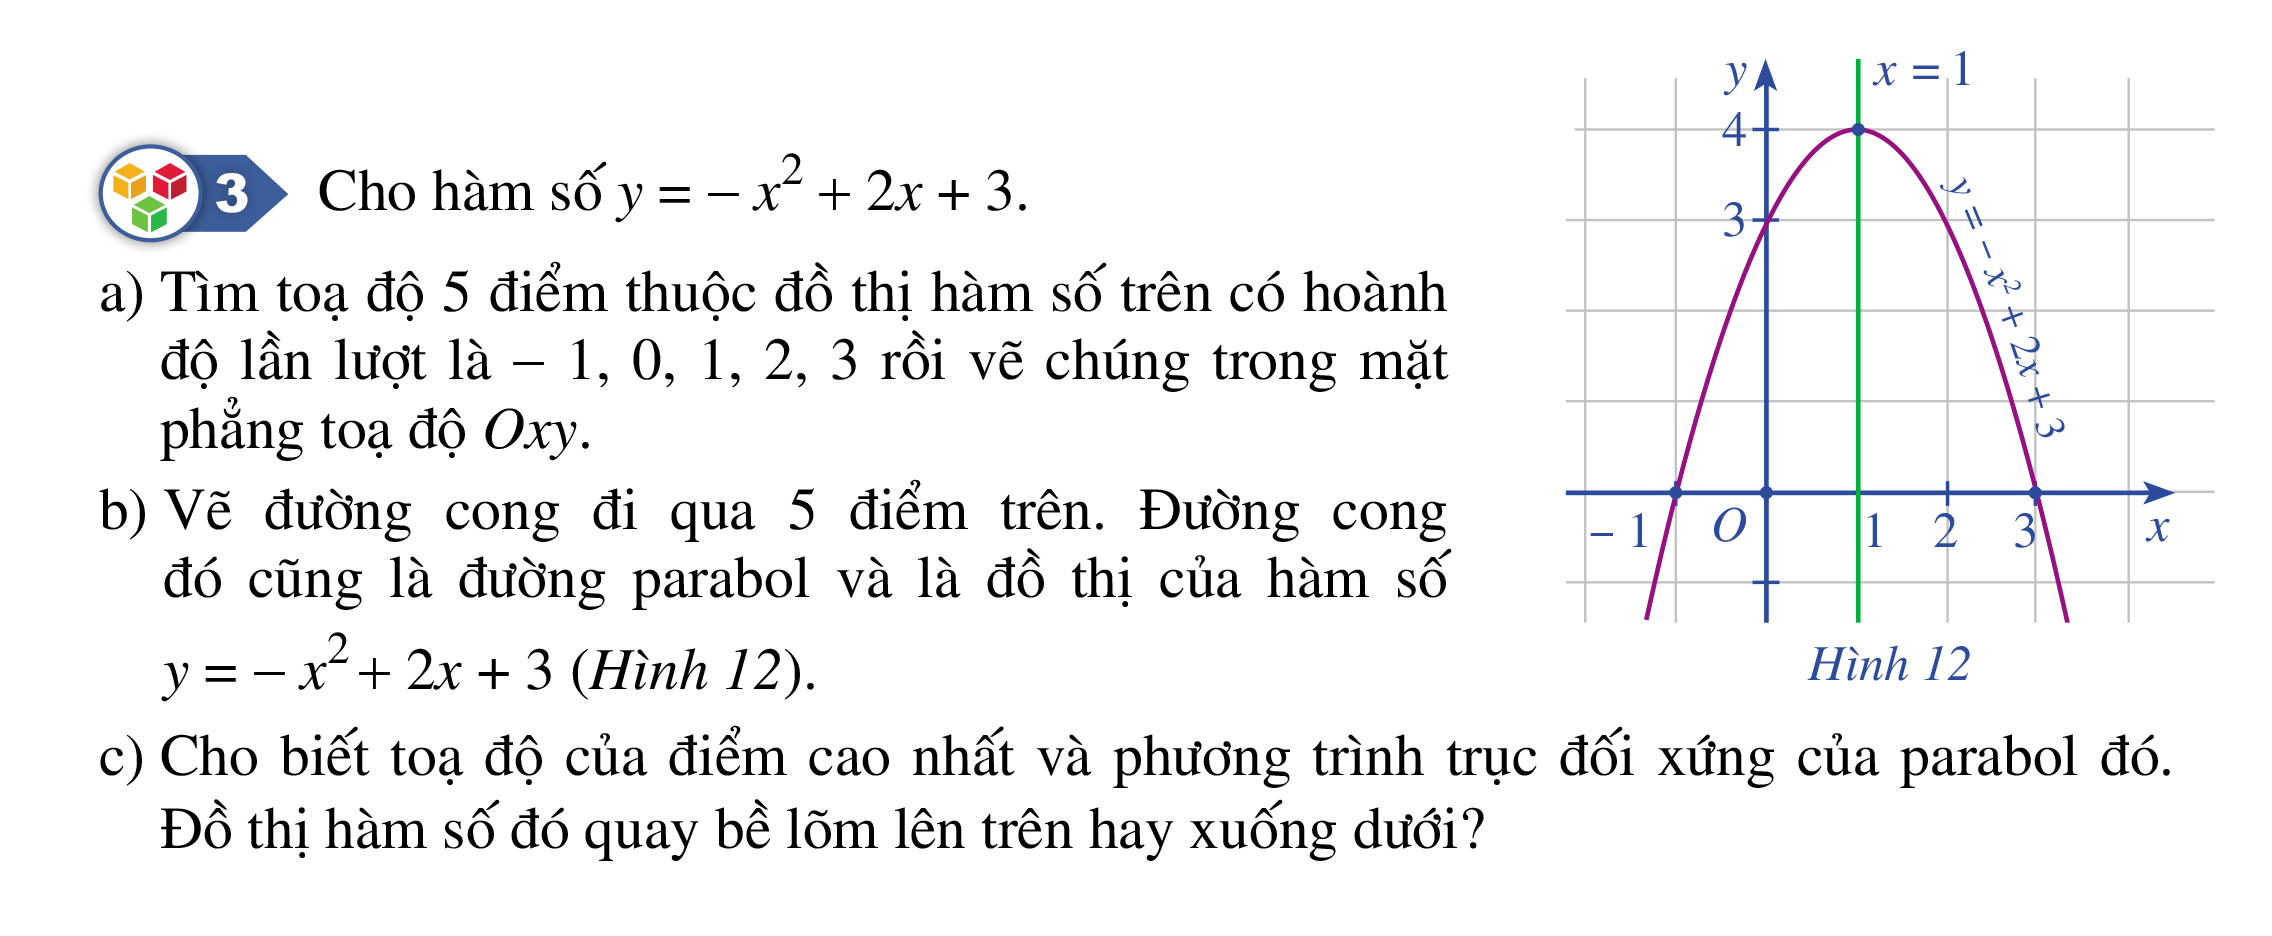 3 Cho hàm số y = – x² + 2x + 3.
a) Tìm toạ độ 5 điểm thuộc đồ thị hàm số trên có hoành
độ lần lượt là – 1, 0, 1, 2, 3 rồi vẽ chúng trong mặt
phẳng toạ độ Oxy.
b) Vẽ đường cong đi qua 5 điểm trên. Đường cong
đó cũng là đường parabol và là đồ thị của hàm số
y = – x² + 2x + 3 (Hình 12).
c) Cho biết toạ độ của điểm cao nhất và phương trình trục đối xứng của parabol đó.
Đồ thị hàm số đó quay bề lõm lên trên hay xuống dưới?
y x = 1
4
3
y = – x² + 2x + 3
– 1 O 1 2 3 x
Hình 12